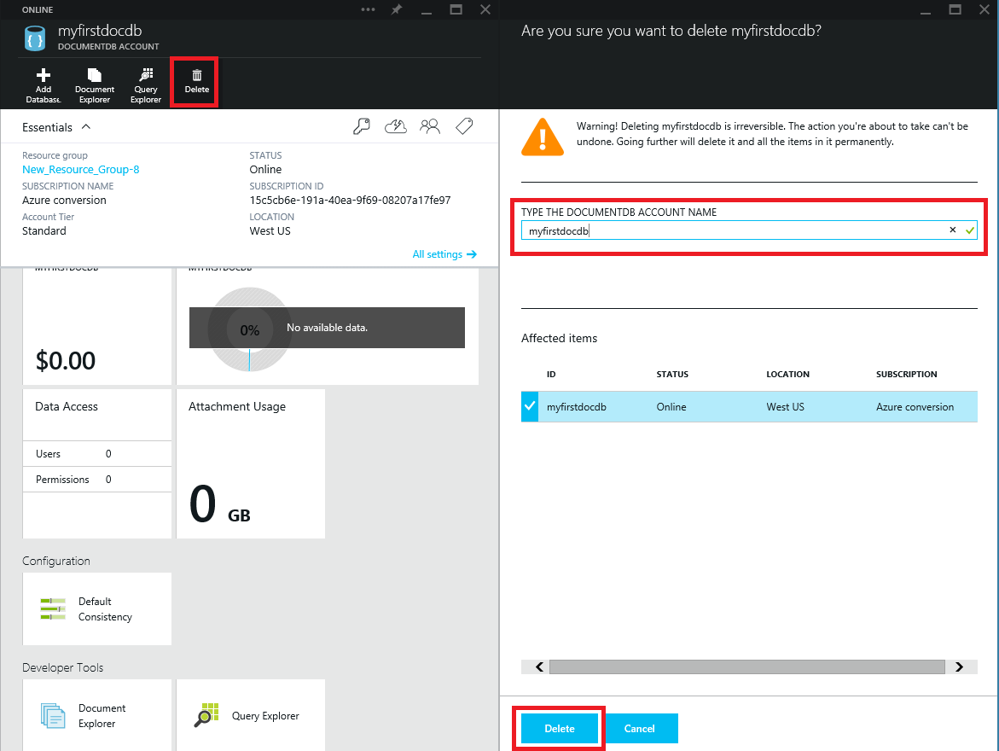 ONLINE
myfirstdocdb
DOCUMENTDB ACCOUNT
Add
Database
Document
Explorer
Query
Explorer
Delete
Essentials
Resource group
New_Resource_Group-8
SUBSCRIPTION NAME
Azure conversion
Account Tier
Standard
STATUS
Online
SUBSCRIPTION ID
15c5cb6e-191a-40ea-9f69-08207a17fe97
LOCATION
West US
All settings
MYFIRSTDOCDB
MYFIRSTDOCDB
$0.00
0%
No available data.
Data Access
Users 0
Permissions 0
Attachment Usage
0 GB
Configuration
Default
Consistency
Developer Tools
Document
Explorer
Query Explorer
Are you sure you want to delete myfirstdocdb?
Warning! Deleting myfirstdocdb is irreversible. The action you're about to take can't be
undone. Going further will delete it and all the items in it permanently.
TYPE THE DOCUMENTDB ACCOUNT NAME
myfirstdocdb
Affected items
ID STATUS LOCATION SUBSCRIPTION
myfirstdocdb Online West US Azure conversion
Delete Cancel